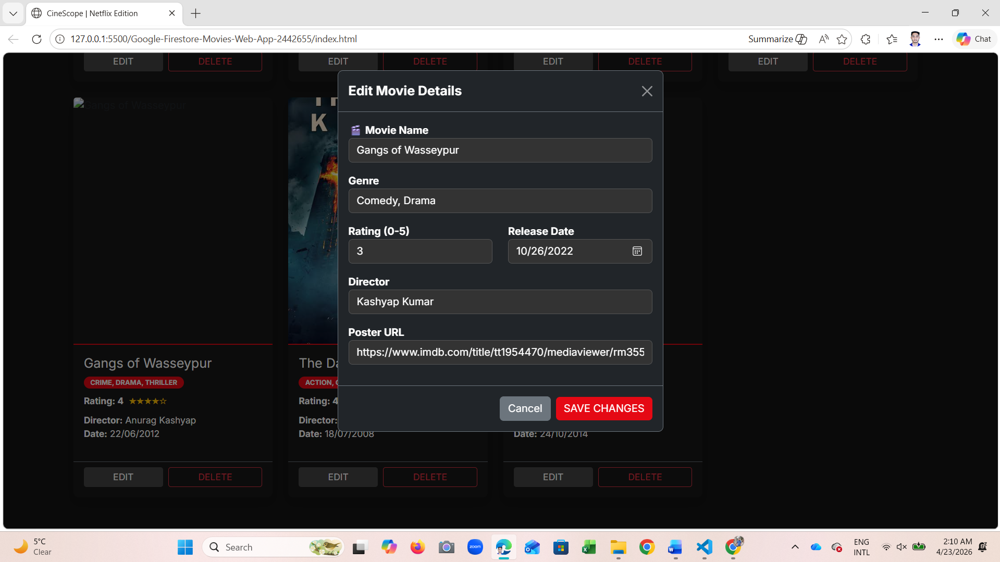 CineScope | Netflix Edition
127.0.0.1:5500/Google-Firestore-Movies-Web-App-2442655/index.html
Summarize
Chat
EDIT DELETE EDIT DELETE EDIT DELETE EDIT DELETE
Edit Movie Details
Gangs of Wasseypur
K
Movie Name
Gangs of Wasseypur
Genre
Comedy, Drama
Rating (0-5) Release Date
3 10/26/2022
Director
Kashyap Kumar
Poster URL
https://www.imdb.com/title/tt1954470/mediaviewer/rm355
Cancel SAVE CHANGES
Gangs of Wasseypur
CRIME, DRAMA, THRILLER
Rating: 4 ★★★★☆
Director: Anurag Kashyap
Date: 22/06/2012
EDIT DELETE
The Da
ACTION,
Rating: 4
Director:
Date: 18/07/2008
EDIT DELETE
Date: 24/10/2014
EDIT DELETE
5°C
Clear
Search
zoom
ENG
INTL
2:10 AM
4/23/2026